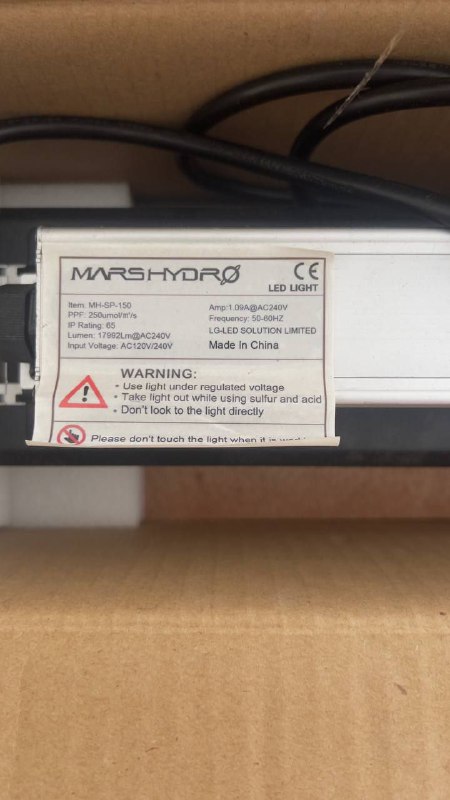 MARSHYDRO
CE
LED LIGHT
Item: MH-SP-150
PPF: 250umol/m²/s
IP Rating: 65
Lumen: 17992Lm@AC240V
Input Voltage: AC120V/240V
Amp:1.09A@AC240V
Frequency: 50-60HZ
LG-LED SOLUTION LIMITED
Made In China
WARNING:
· Use light under regulated voltage
· Take light out while using sulfur and acid
· Don't look to the light directly
Please don't touch the light when it is